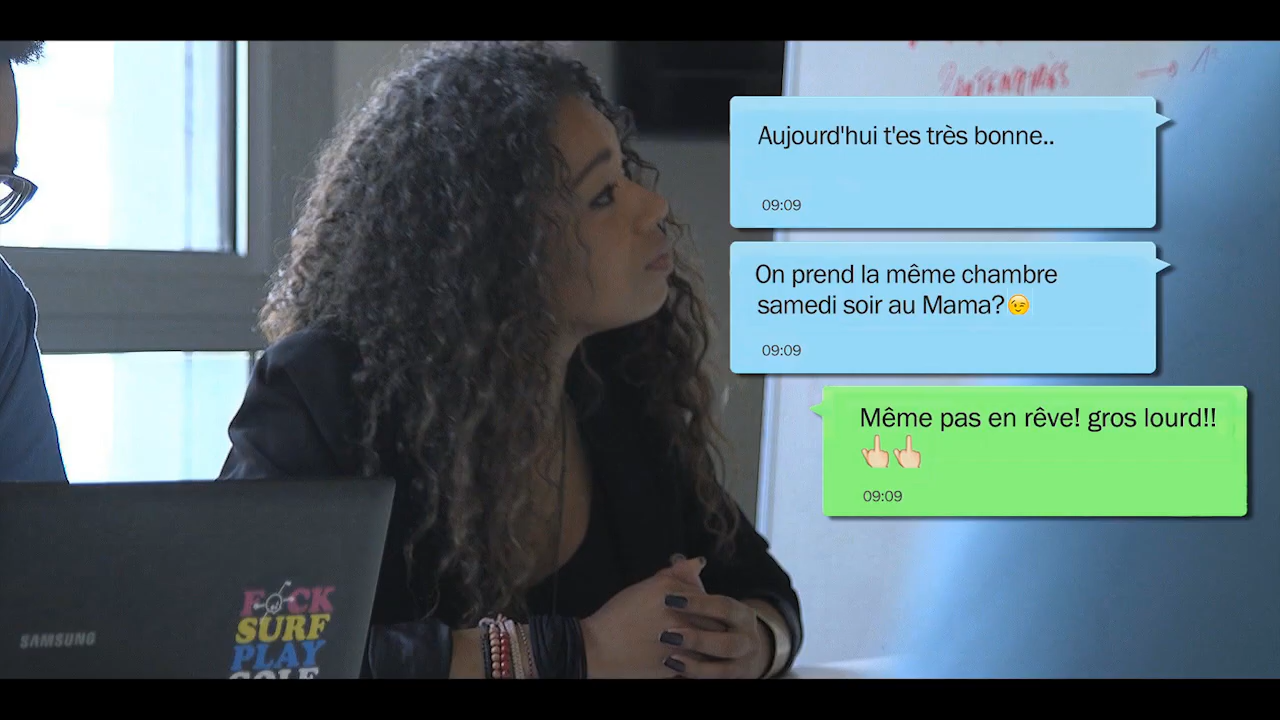 Aujourd'hui t'es très bonne..
09:09
On prend la même chambre
samedi soir au Mama?😉
09:09
Même pas en rêve! gros lourd!!
🖕🖕
09:09
SAMSUNG
F CK
SURF
PLAY
GOLF